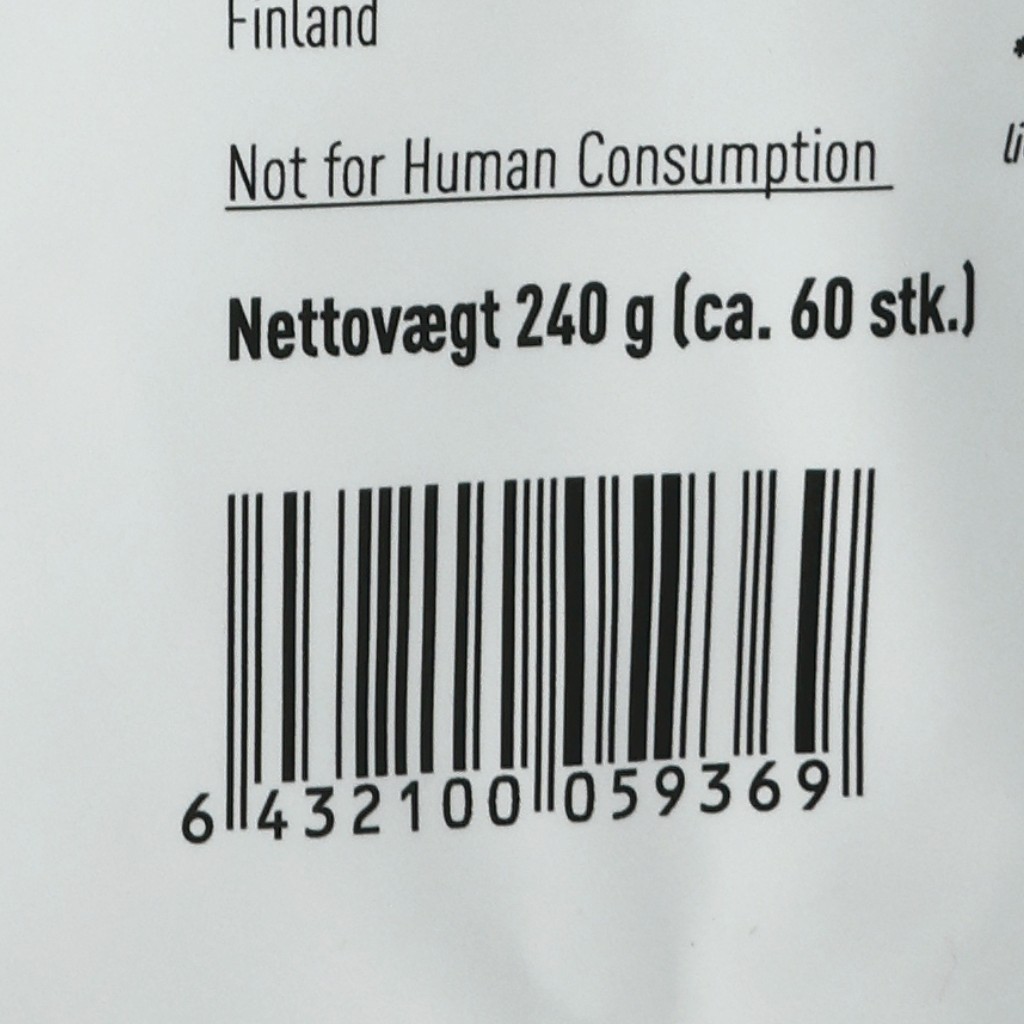 Finland
Not for Human Consumption
Nettovægt 240 g (ca. 60 stk.)
6 432100 059369